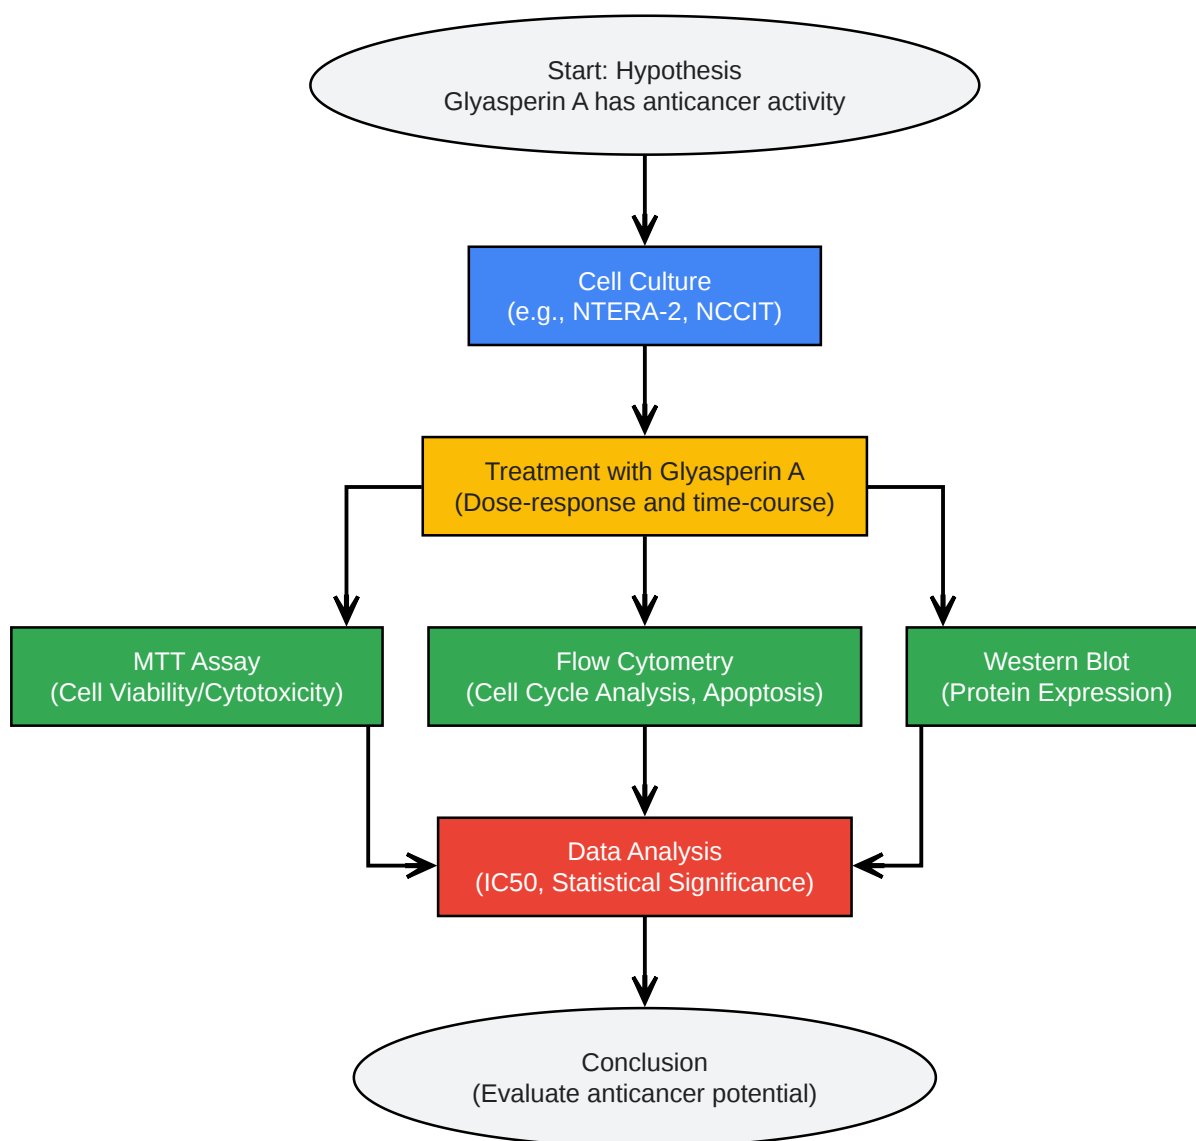 Start: Hypothesis
Glyasperin A has anticancer activity
Cell Culture
(e.g., NTERA-2, NCCIT)
Treatment with Glyasperin A
(Dose-response and time-course)
MTT Assay
(Cell Viability/Cytotoxicity)
Flow Cytometry
(Cell Cycle Analysis, Apoptosis)
Western Blot
(Protein Expression)
Data Analysis
(IC50, Statistical Significance)
Conclusion
(Evaluate anticancer potential)